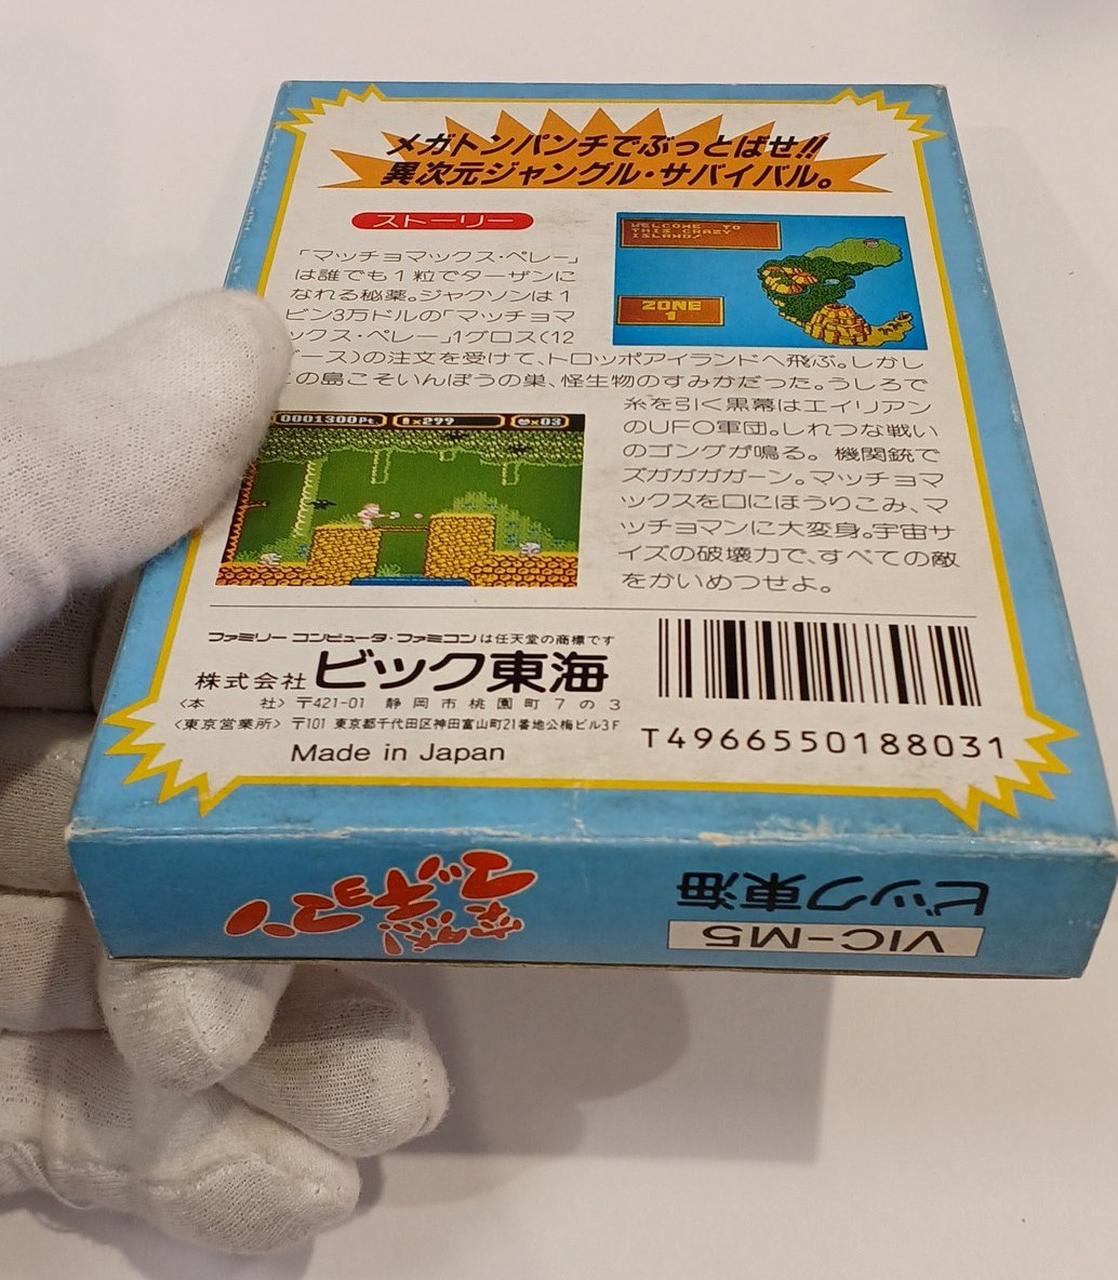 メガトンパンチでぶっとばせ!!
異次元ジャングル・サバイバル。
ストーリー
「マッチョマックス・ペレー」
は誰でも1粒でターザンに
なれる秘薬。ジャクソンは1
ビン3万ドルの「マッチョマ
ックス・ペレー」1グロス(12
ース)の注文を受けて、トロッポアイランドへ飛ぶ。しかし
の島こそいんぼうの巣、怪生物のすみかだった。うしろで
糸を引く黒幕はエイリアン
のUFO軍団。しれつな戦い
のゴングが鳴る。機関銃で
ズガガガガーン。マッチョマ
ックスを口にほうりこみ、マ
ッチョマンに大変身。宇宙サ
イズの破壊力で、すべての敵
をかいめつせよ。
WELCOME TO
THIS CRAZY
ISLAND!
ZONE
1
0001300Pt. x299 x03
ファミリーコンピュータ・ファミコンは任天堂の商標です
株式会社ビック東海
〈本 社〉〒421-01 静岡市桃園町7の3
〈東京営業所〉〒101 東京都千代田区神田富山町21番地公梅ビル3F
Made in Japan
T4966550188031
突然!
マッチョマン
ビック東海
VIC-M5